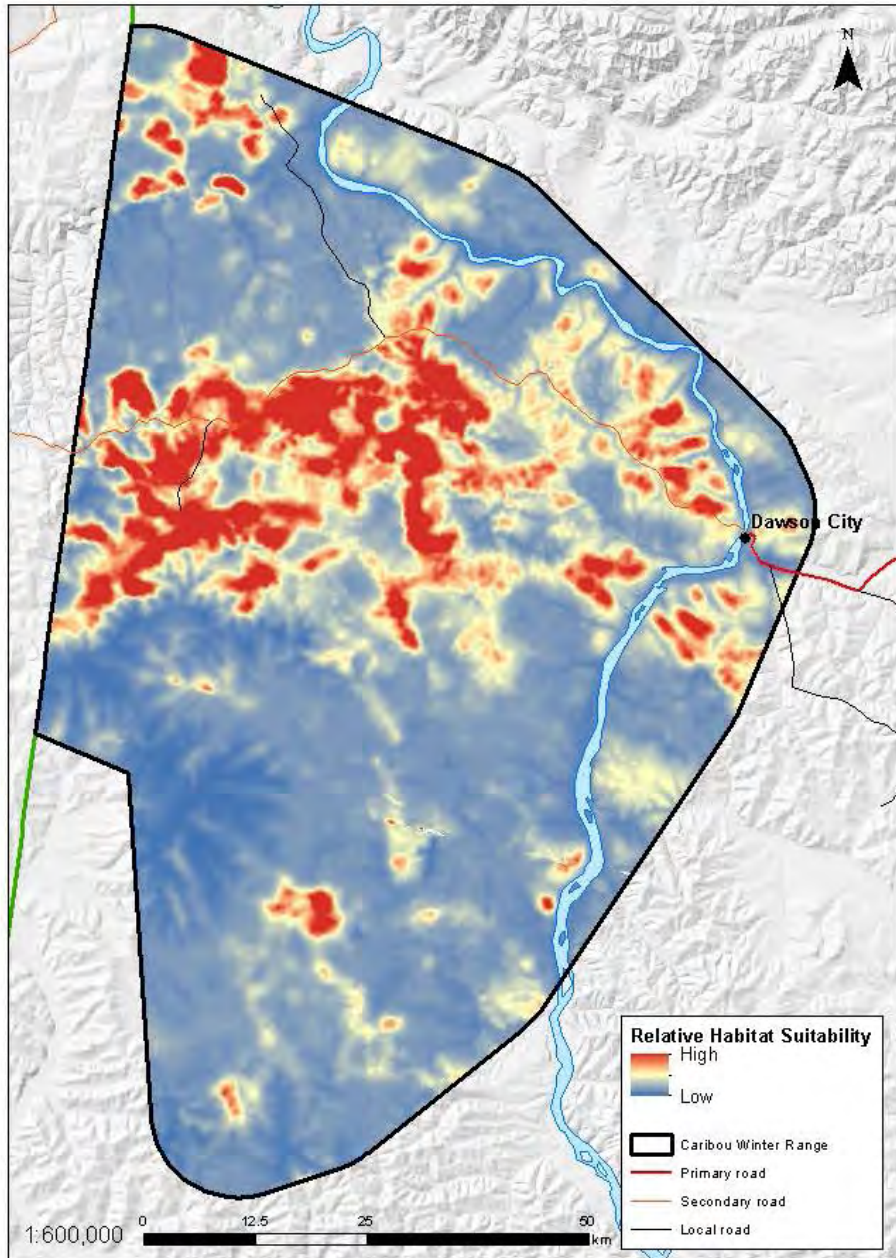 N
Dawson City
Relative Habitat Suitability
High
Low
Caribou Winter Range
Primary road
Secondary road
Local road
1:600,000
0 12.5 25 50
km